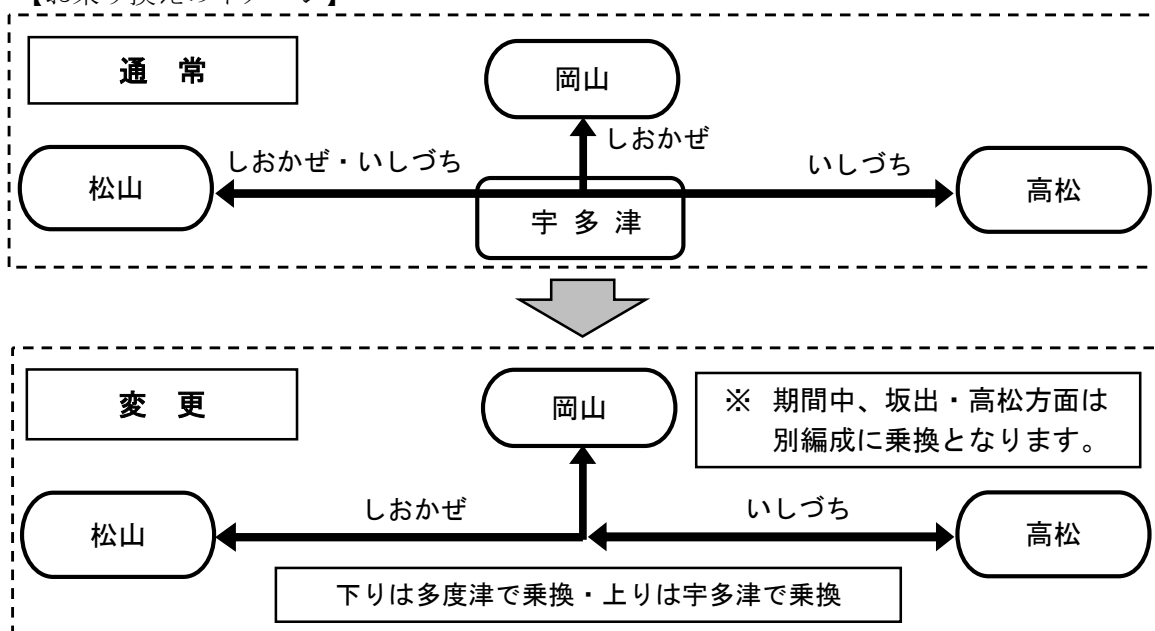 通　常
岡山
しおかぜ
しおかぜ・いしづち
いしづち
松山
宇 多 津
高松
変　更
岡山
※　期間中、坂出・高松方面は
別編成に乗換となります。
しおかぜ
いしづち
松山
高松
下りは多度津で乗換・上りは宇多津で乗換